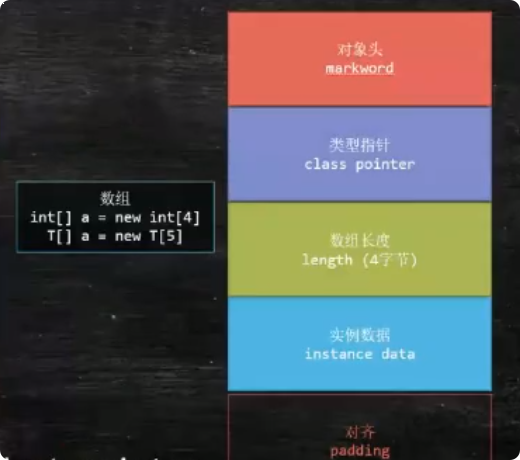 对象头
markword
类型指针
class pointer
数组
int[] a = new int[4]
T[] a = new T[5]
数组长度
length (4字节)
实例数据
instance data
对齐
padding